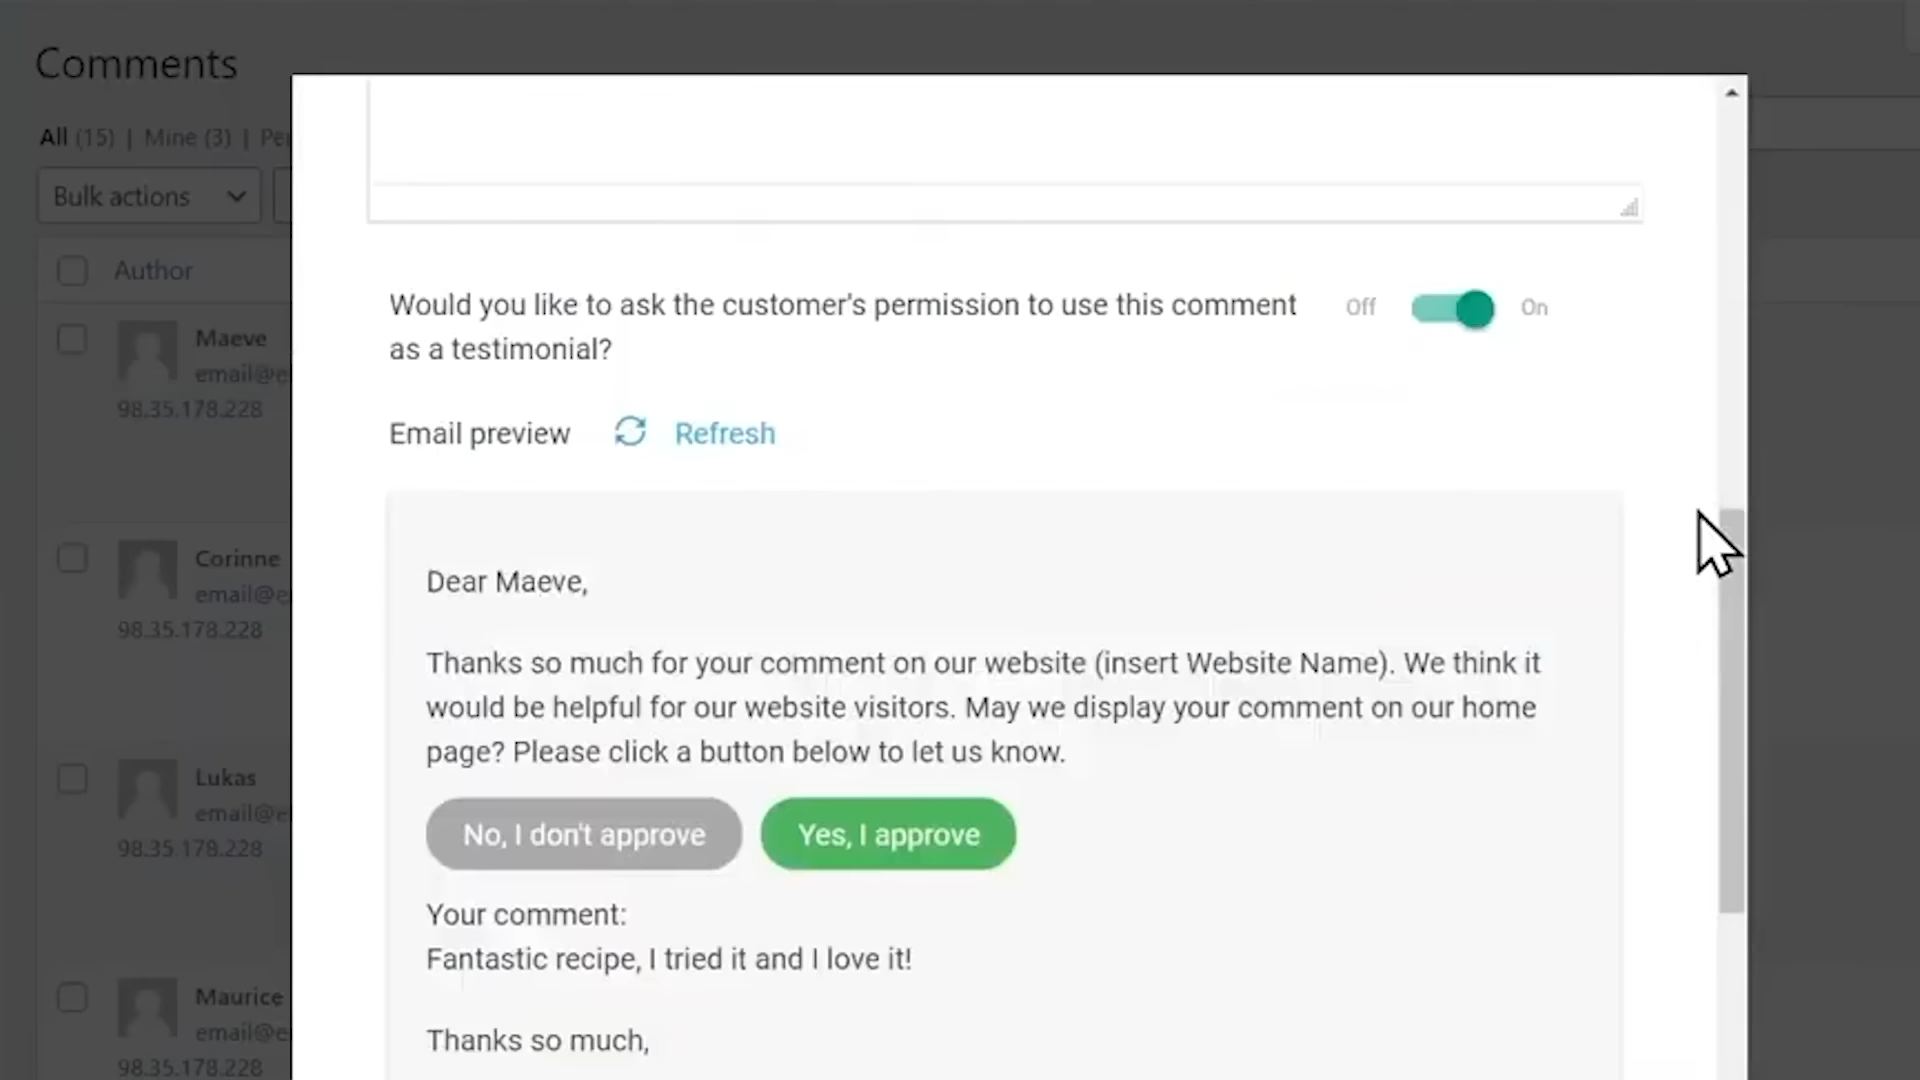 Comments
All (15) | Mine (3) |
Bulk actions
Author
Maeve
98.35.178.228
Corinne
98.35.178.228
Lukas
98.35.178.228
Maurice
98.35.178.228
Would you like to ask the customer's permission to use this comment
as a testimonial?
Off
On
Email preview
Refresh
Dear Maeve,
Thanks so much for your comment on our website (insert Website Name). We think it
would be helpful for our website visitors. May we display your comment on our home
page? Please click a button below to let us know.
No, I don't approve
Yes, I approve
Your comment:
Fantastic recipe, I tried it and I love it!
Thanks so much,